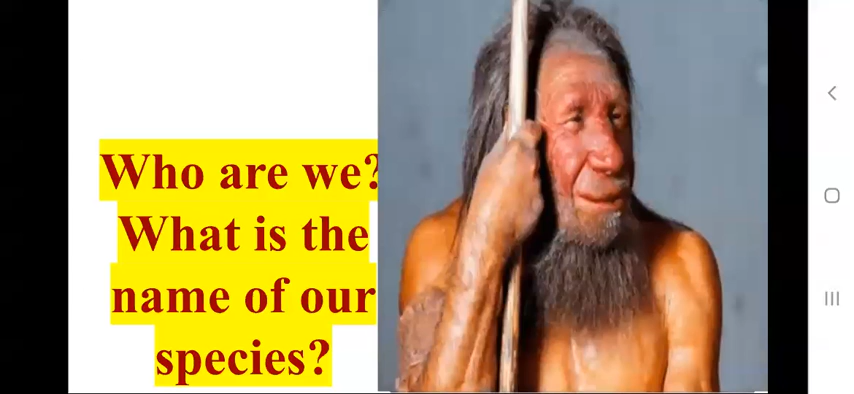 Who are we?
What is the
name of our
species?